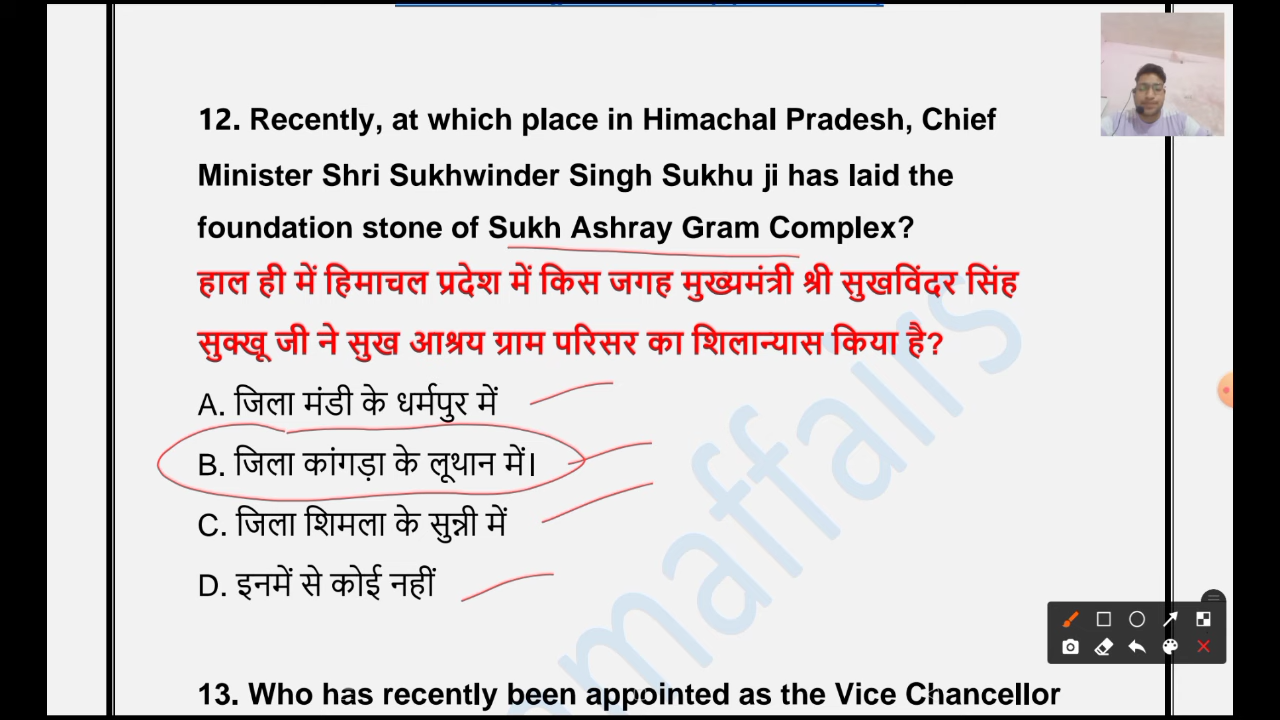 12. Recently, at which place in Himachal Pradesh, Chief
Minister Shri Sukhwinder Singh Sukhu ji has laid the
foundation stone of Sukh Ashray Gram Complex?
हाल ही में हिमाचल प्रदेश में किस जगह मुख्यमंत्री श्री सुखविंदर सिंह
सुक्खू जी ने सुख आश्रय ग्राम परिसर का शिलान्यास किया है?
A. जिला मंडी के धर्मपुर में
B. जिला कांगड़ा के लूथान में।
C. जिला शिमला के सुन्नी में
D. इनमें से कोई नहीं
13. Who has recently been appointed as the Vice Chancellor
maffairs